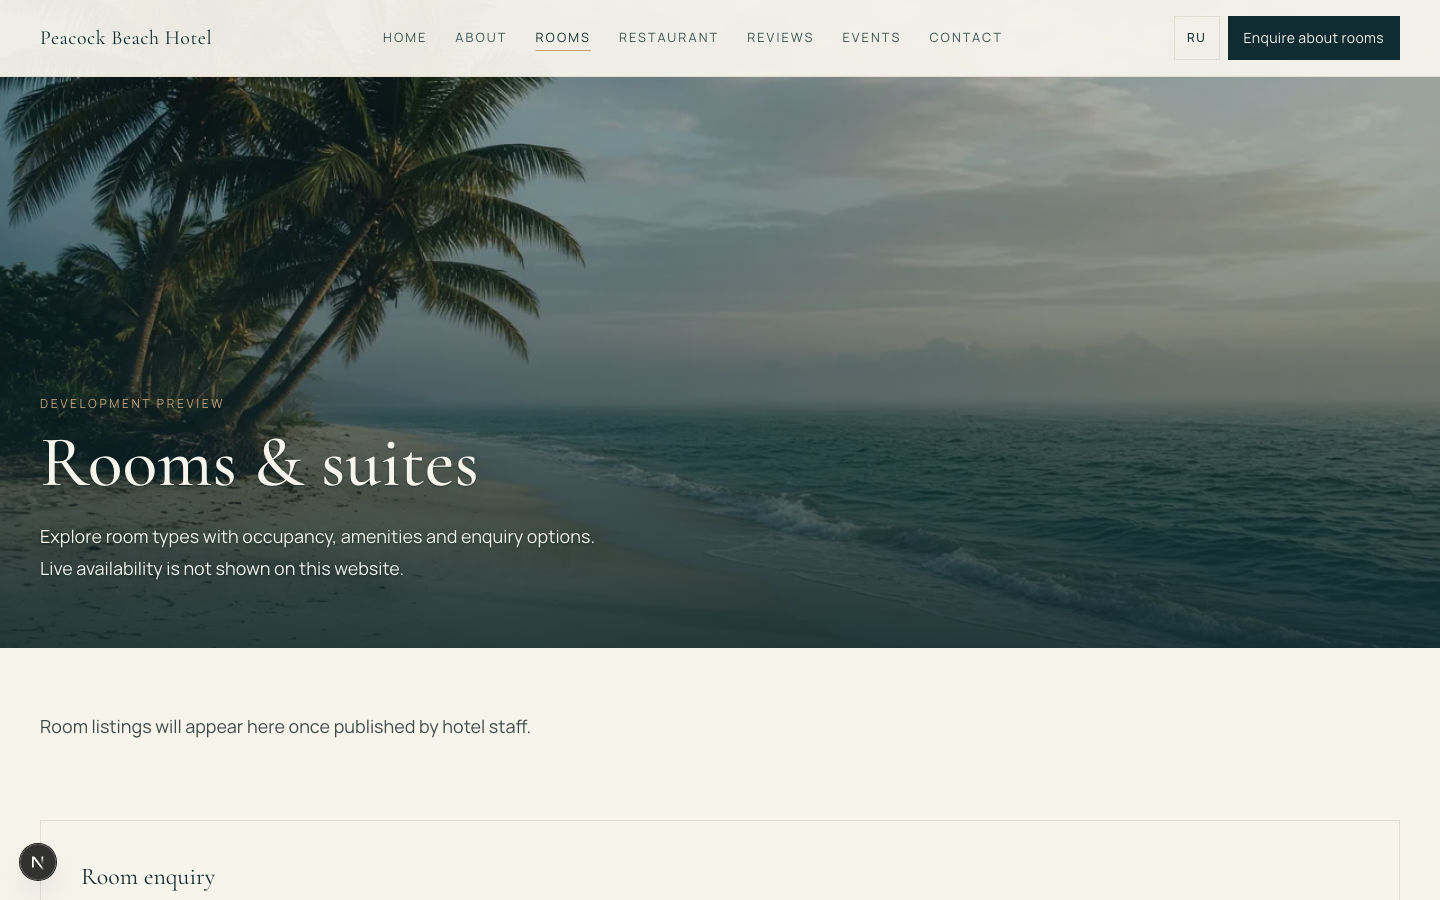 Peacock Beach Hotel
HOME
ABOUT
ROOMS
RESTAURANT
REVIEWS
EVENTS
CONTACT
RU
Enquire about rooms
DEVELOPMENT PREVIEW
Rooms & suites
Explore room types with occupancy, amenities and enquiry options.
Live availability is not shown on this website.
Room listings will appear here once published by hotel staff.
N
Room enquiry